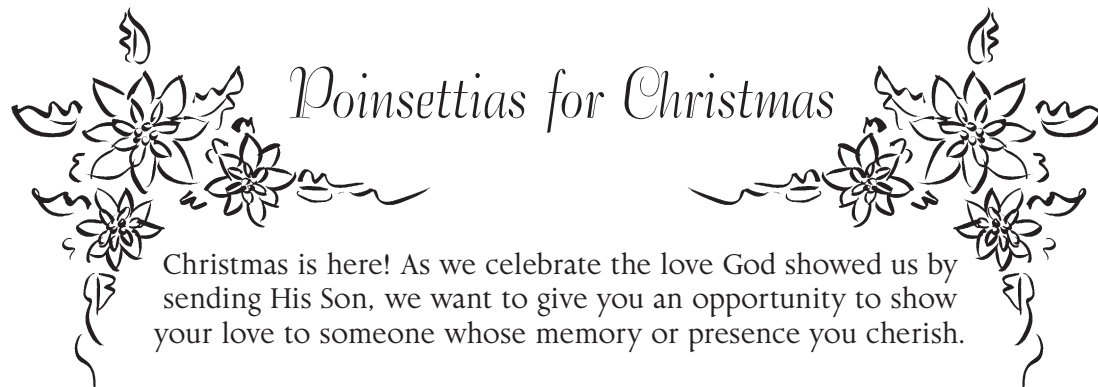 Poinsettias for Christmas
Christmas is here! As we celebrate the love God showed us by
sending His Son, we want to give you an opportunity to show
your love to someone whose memory or presence you cherish.